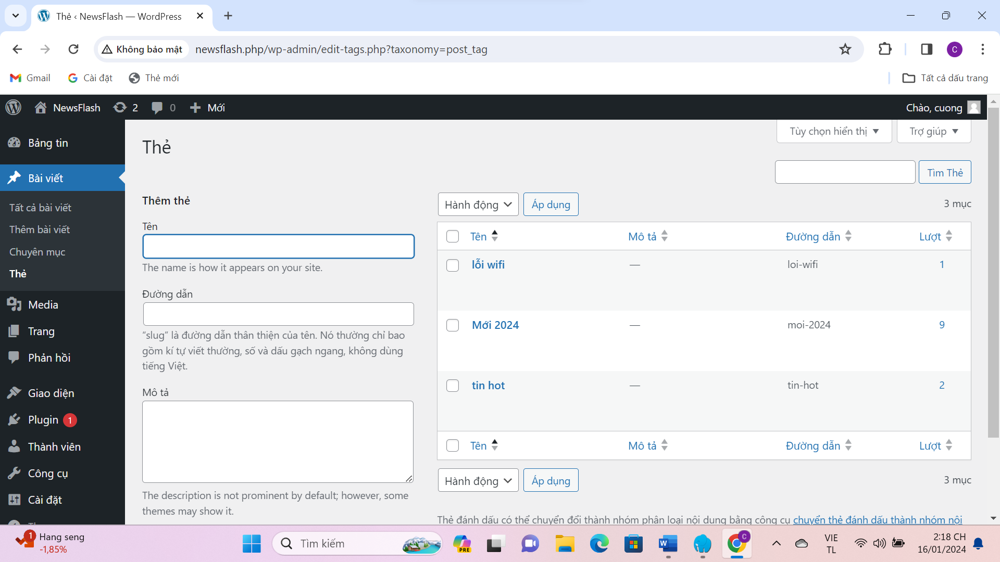 Thẻ ‹ NewsFlash — WordPress
Không bảo mật
newsflash.php/wp-admin/edit-tags.php?taxonomy=post_tag
C
Gmail
Cài đặt
Thẻ mới
Tất cả dấu trang
NewsFlash
2
0
Mới
Chào, cuong
Bảng tin
Bài viết
Tất cả bài viết
Thêm bài viết
Chuyên mục
Thẻ
Media
Trang
Phản hồi
Giao diện
Plugin 1
Thành viên
Công cụ
Cài đặt
Thẻ
Tùy chọn hiển thị
Trợ giúp
Tìm Thẻ
Thêm thẻ
Tên
The name is how it appears on your site.
Đường dẫn
“slug” là đường dẫn thân thiện của tên. Nó thường chỉ bao
gồm kí tự viết thường, số và dấu gạch ngang, không dùng
tiếng Việt.
Mô tả
The description is not prominent by default; however, some
themes may show it.
Hành động
Áp dụng
3 mục
Tên Mô tả Đường dẫn Lượt
lỗi wifi — loi-wifi 1
Mới 2024 — moi-2024 9
tin hot — tin-hot 2
Tên Mô tả Đường dẫn Lượt
Hành động
Áp dụng
3 mục
Thẻ đánh dấu có thể chuyển đổi thành nhóm phân loại nội dung bằng công cụ chuyển thẻ đánh dấu thành nhóm nội
1
Hang seng
-1,85%
Tìm kiếm
PRE
W
C
VIE
TL
2:18 CH
16/01/2024